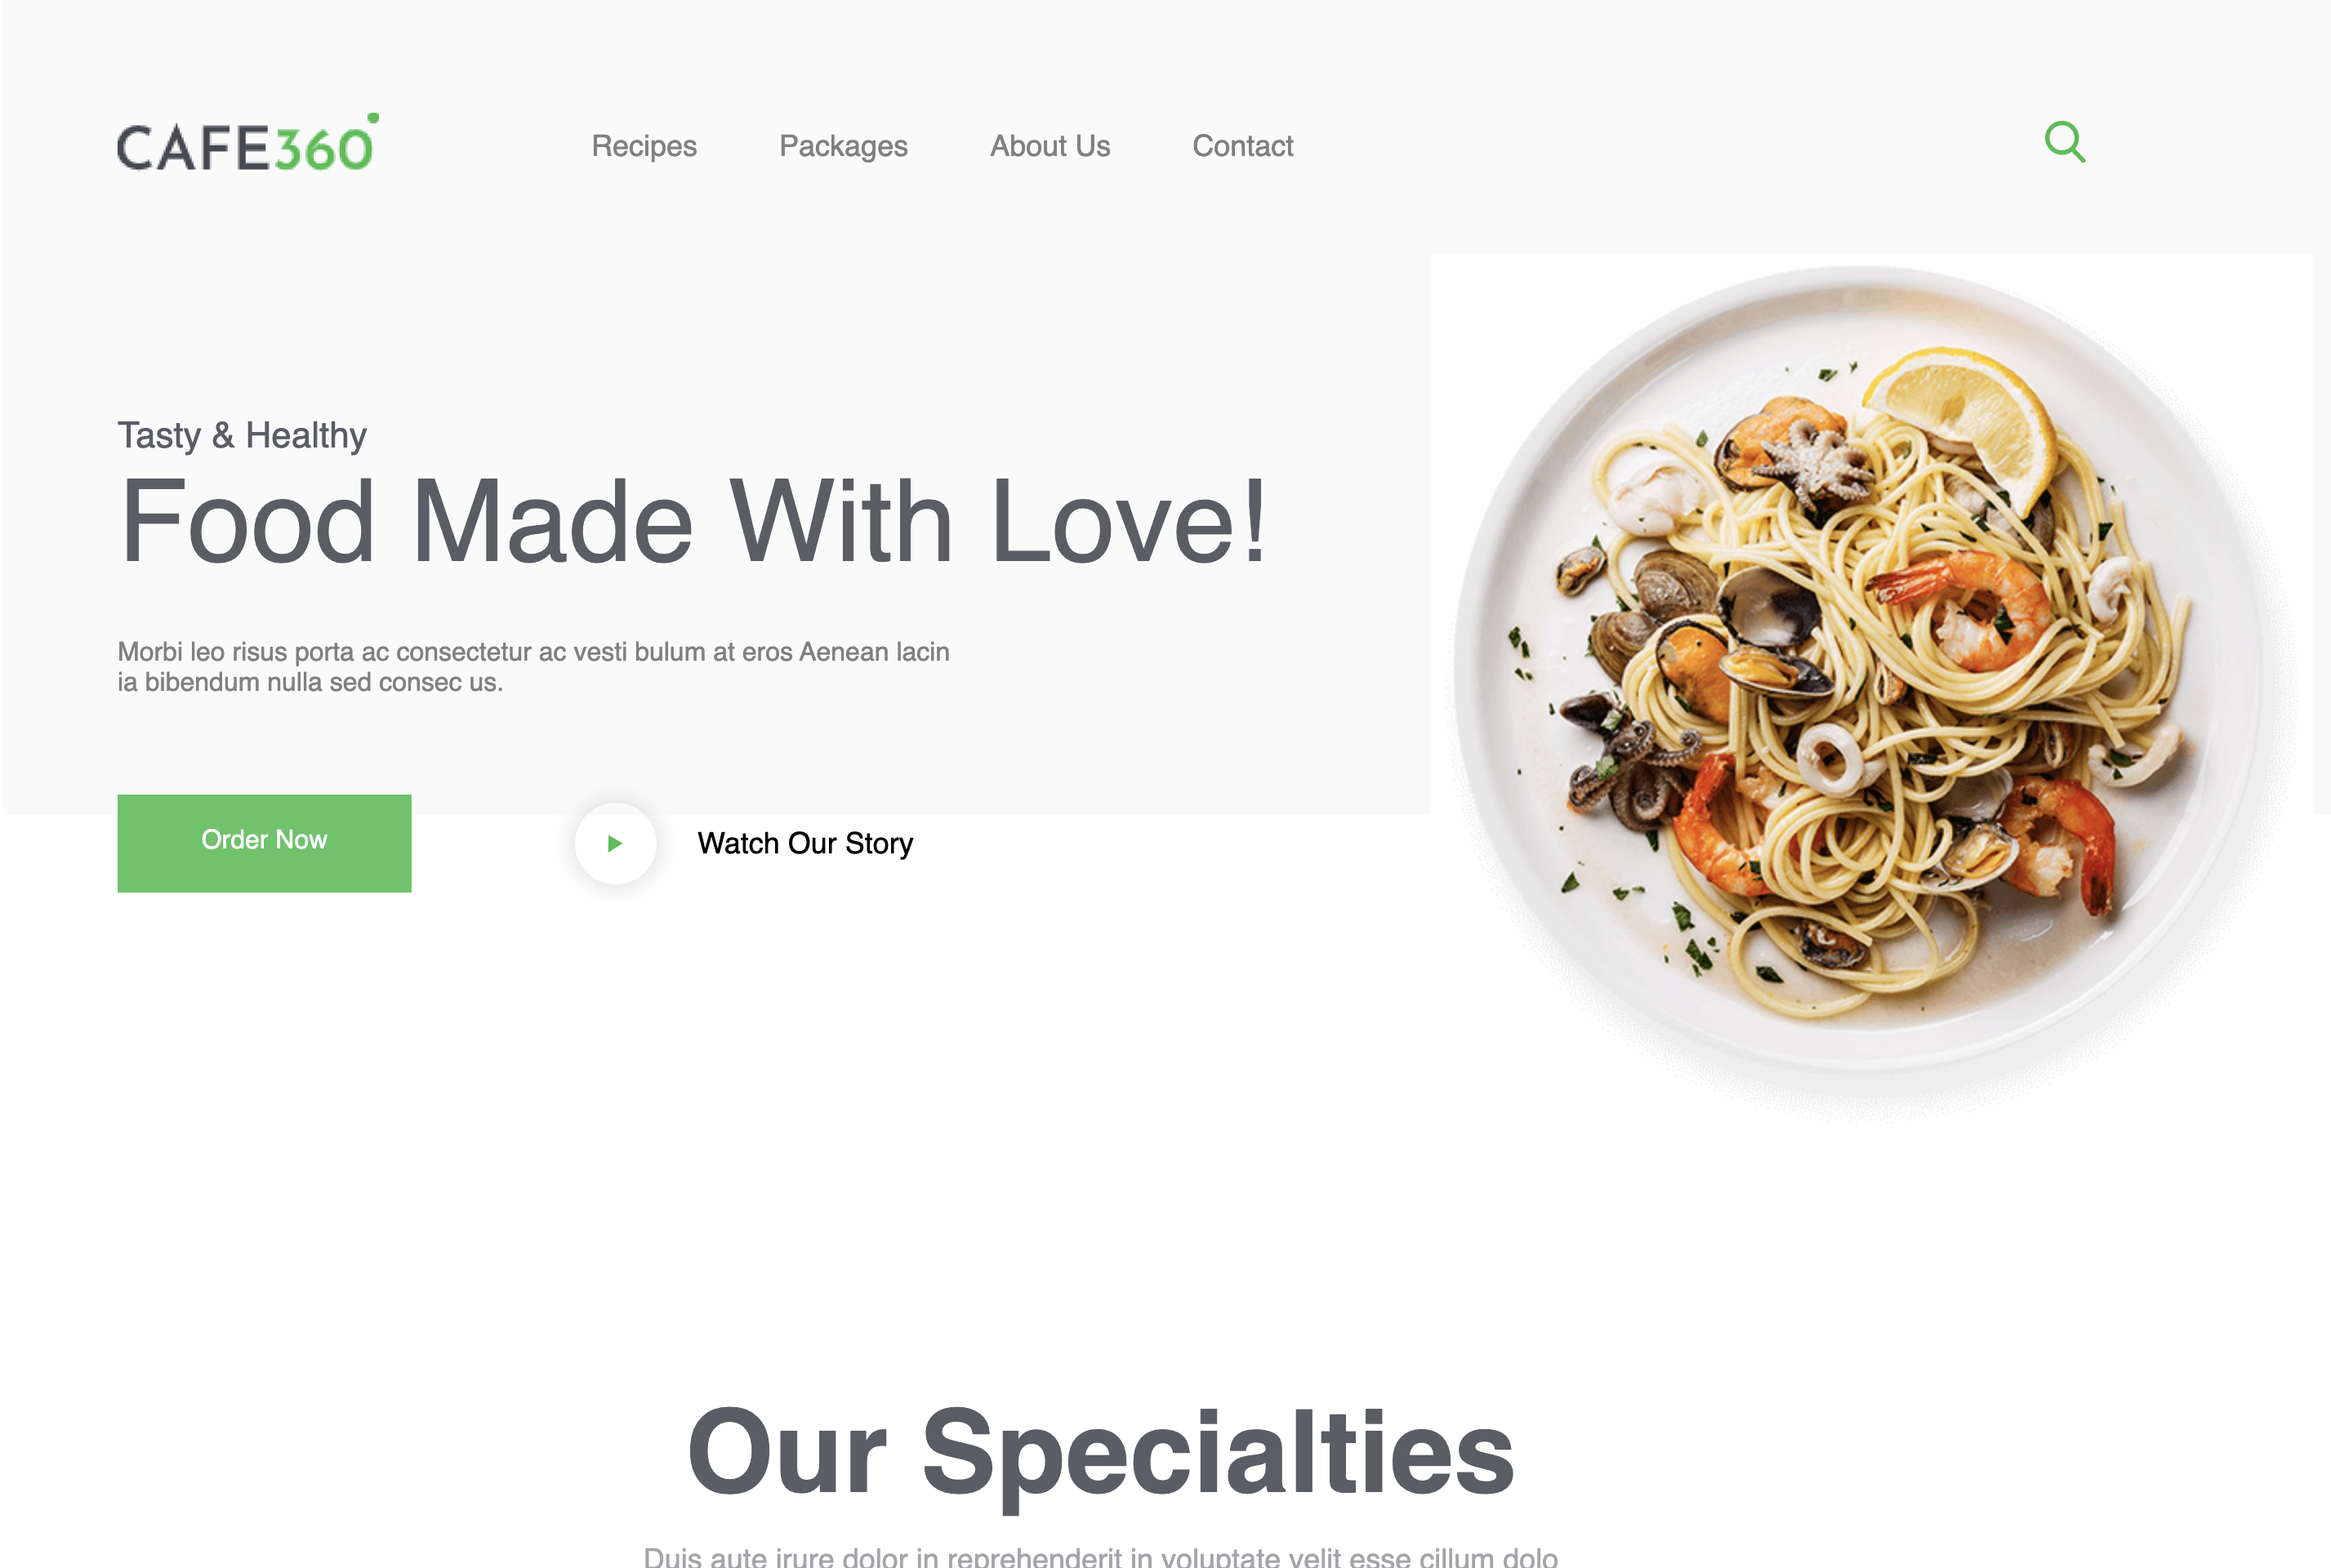 CAFE360
Recipes
Packages
About Us
Contact
Tasty & Healthy
Food Made With Love!
Morbi leo risus porta ac consectetur ac vesti bulum at eros Aenean lacin
ia bibendum nulla sed consec us.
Order Now
Watch Our Story
Our Specialties
Duis aute irure dolor in reprehenderit in voluptate velit esse cillum dolo